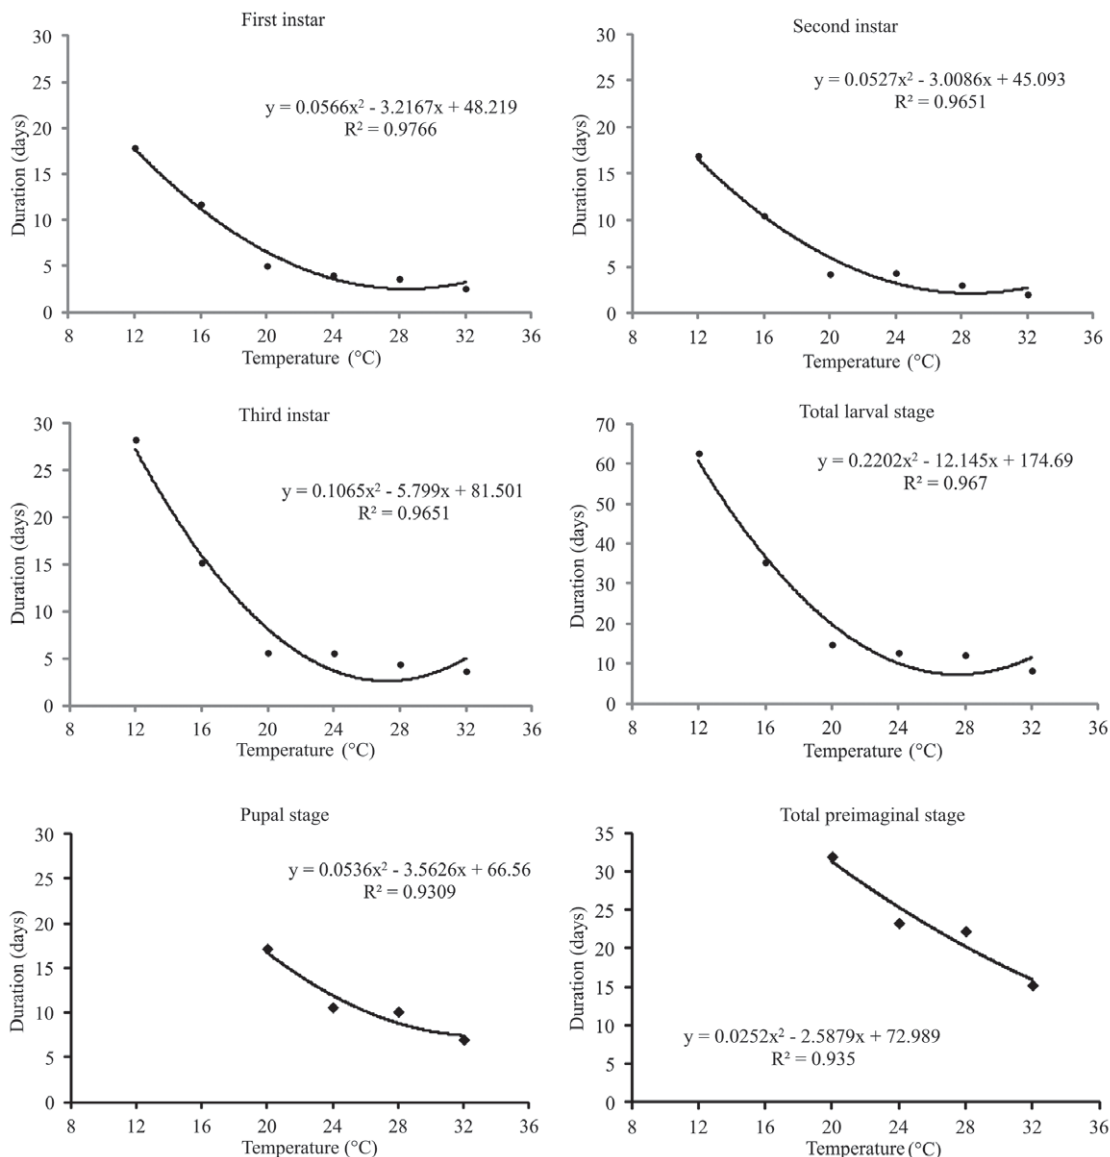 First instar
30
25
20
15
10
5
0
Duration (days)
y = 0.0566x² - 3.2167x + 48.219
R² = 0.9766
8 12 16 20 24 28 32 36
Temperature (°C)
Second instar
30
25
20
15
10
5
0
Duration (days)
y = 0.0527x² - 3.0086x + 45.093
R² = 0.9651
8 12 16 20 24 28 32 36
Temperature (°C)
Third instar
30
25
20
15
10
5
0
Duration (days)
y = 0.1065x² - 5.799x + 81.501
R² = 0.9651
8 12 16 20 24 28 32 36
Temperature (°C)
Total larval stage
70
60
50
40
30
20
10
0
Duration (days)
y = 0.2202x² - 12.145x + 174.69
R² = 0.967
8 12 16 20 24 28 32 36
Temperature (°C)
Pupal stage
30
25
20
15
10
5
0
Duration (days)
y = 0.0536x² - 3.5626x + 66.56
R² = 0.9309
8 12 16 20 24 28 32 36
Temperature (°C)
Total preimaginal stage
35
30
25
20
15
10
5
0
Duration (days)
y = 0.0252x² - 2.5879x + 72.989
R² = 0.935
8 12 16 20 24 28 32 36
Temperature (°C)